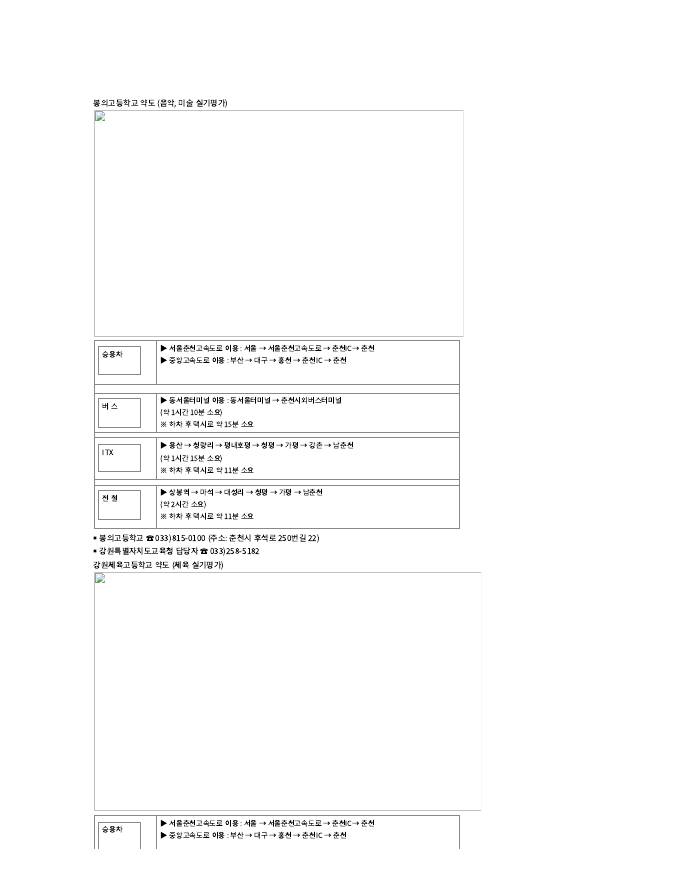 봉의고등학교 약도 (음악, 미술 실기평가)
승용차
▶ 서울춘천고속도로 이용 : 서울 → 서울춘천고속도로 → 춘천IC→ 춘천
▶ 중앙고속도로 이용 : 부산 → 대구 → 홍천 → 춘천IC → 춘천
버 스
▶ 동서울터미널 이용 : 동서울터미널 → 춘천시외버스터미널
(약 1시간 10분 소요)
※ 하차 후 택시로 약 15분 소요
ITX
▶ 용산 → 청량리 → 평내호평 → 청평 → 가평 → 강촌 → 남춘천
(약 1시간 15분 소요)
※ 하차 후 택시로 약 11분 소요
전 철
▶ 상봉역 → 마석 → 대성리 → 청평 → 가평 → 남춘천
(약 2시간 소요)
※ 하차 후 택시로 약 11분 소요
▪ 봉의고등학교 ☎ 033)815-0100 (주소: 춘천시 후석로 250번길 22)
▪ 강원특별자치도교육청 담당자 ☎ 033)258-5182
강원체육고등학교 약도 (체육 실기평가)
승용차
▶ 서울춘천고속도로 이용 : 서울 → 서울춘천고속도로 → 춘천IC→ 춘천
▶ 중앙고속도로 이용 : 부산 → 대구 → 홍천 → 춘천IC → 춘천